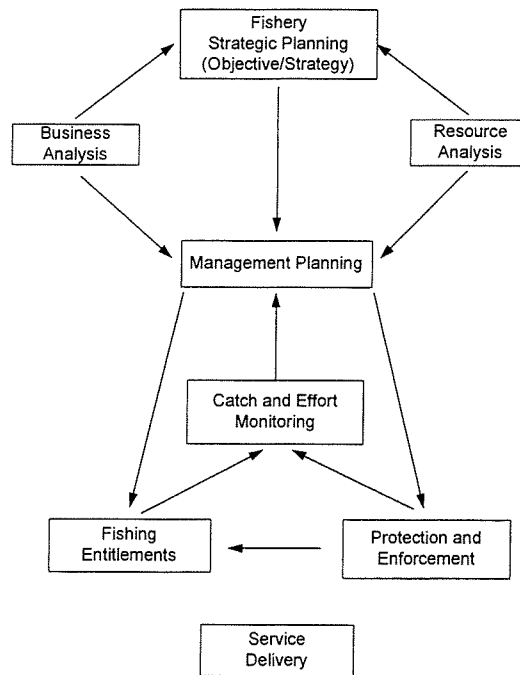 Fishery
Strategic Planning
(Objective/Strategy)
Business
Analysis
Resource
Analysis
Management Planning
Catch and Effort
Monitoring
Fishing
Entitlements
Protection and
Enforcement
Service
Delivery